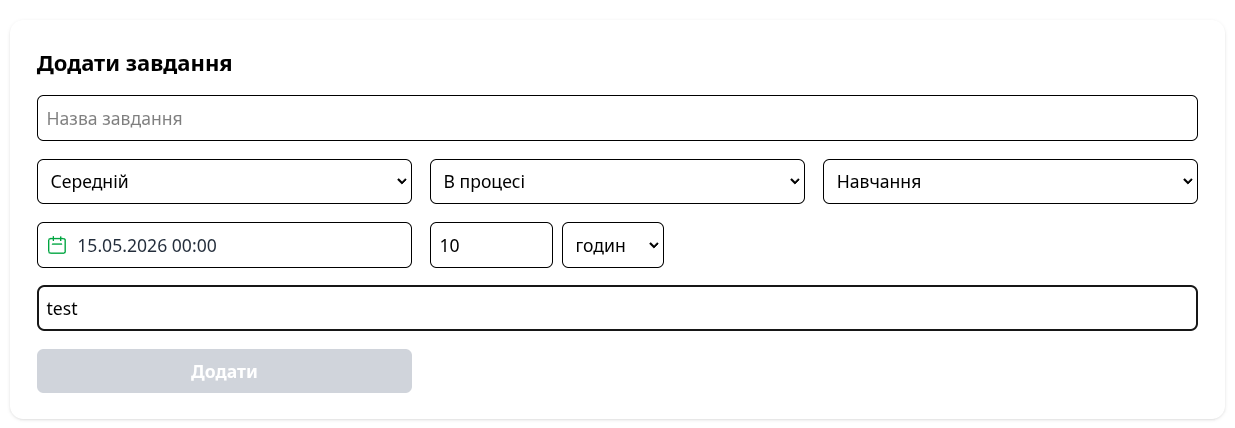 Додати завдання
Назва завдання
Середній В процесі Навчання
15.05.2026 00:00 10 годин
test
Додати